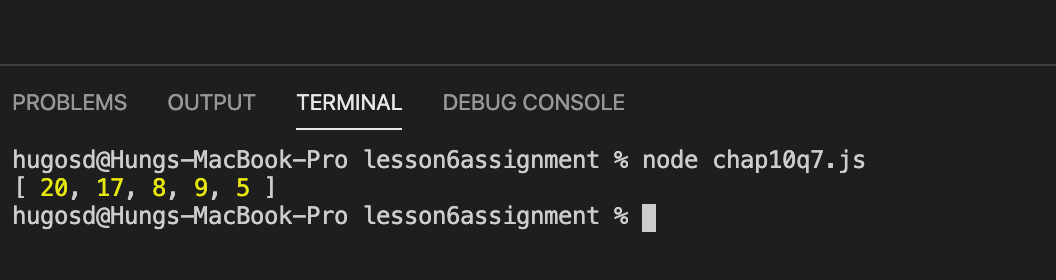 PROBLEMS OUTPUT TERMINAL DEBUG CONSOLE
hugosd@Hungs-MacBook-Pro lesson6assignment % node chap10q7.js
[ 20, 17, 8, 9, 5 ]
hugosd@Hungs-MacBook-Pro lesson6assignment %